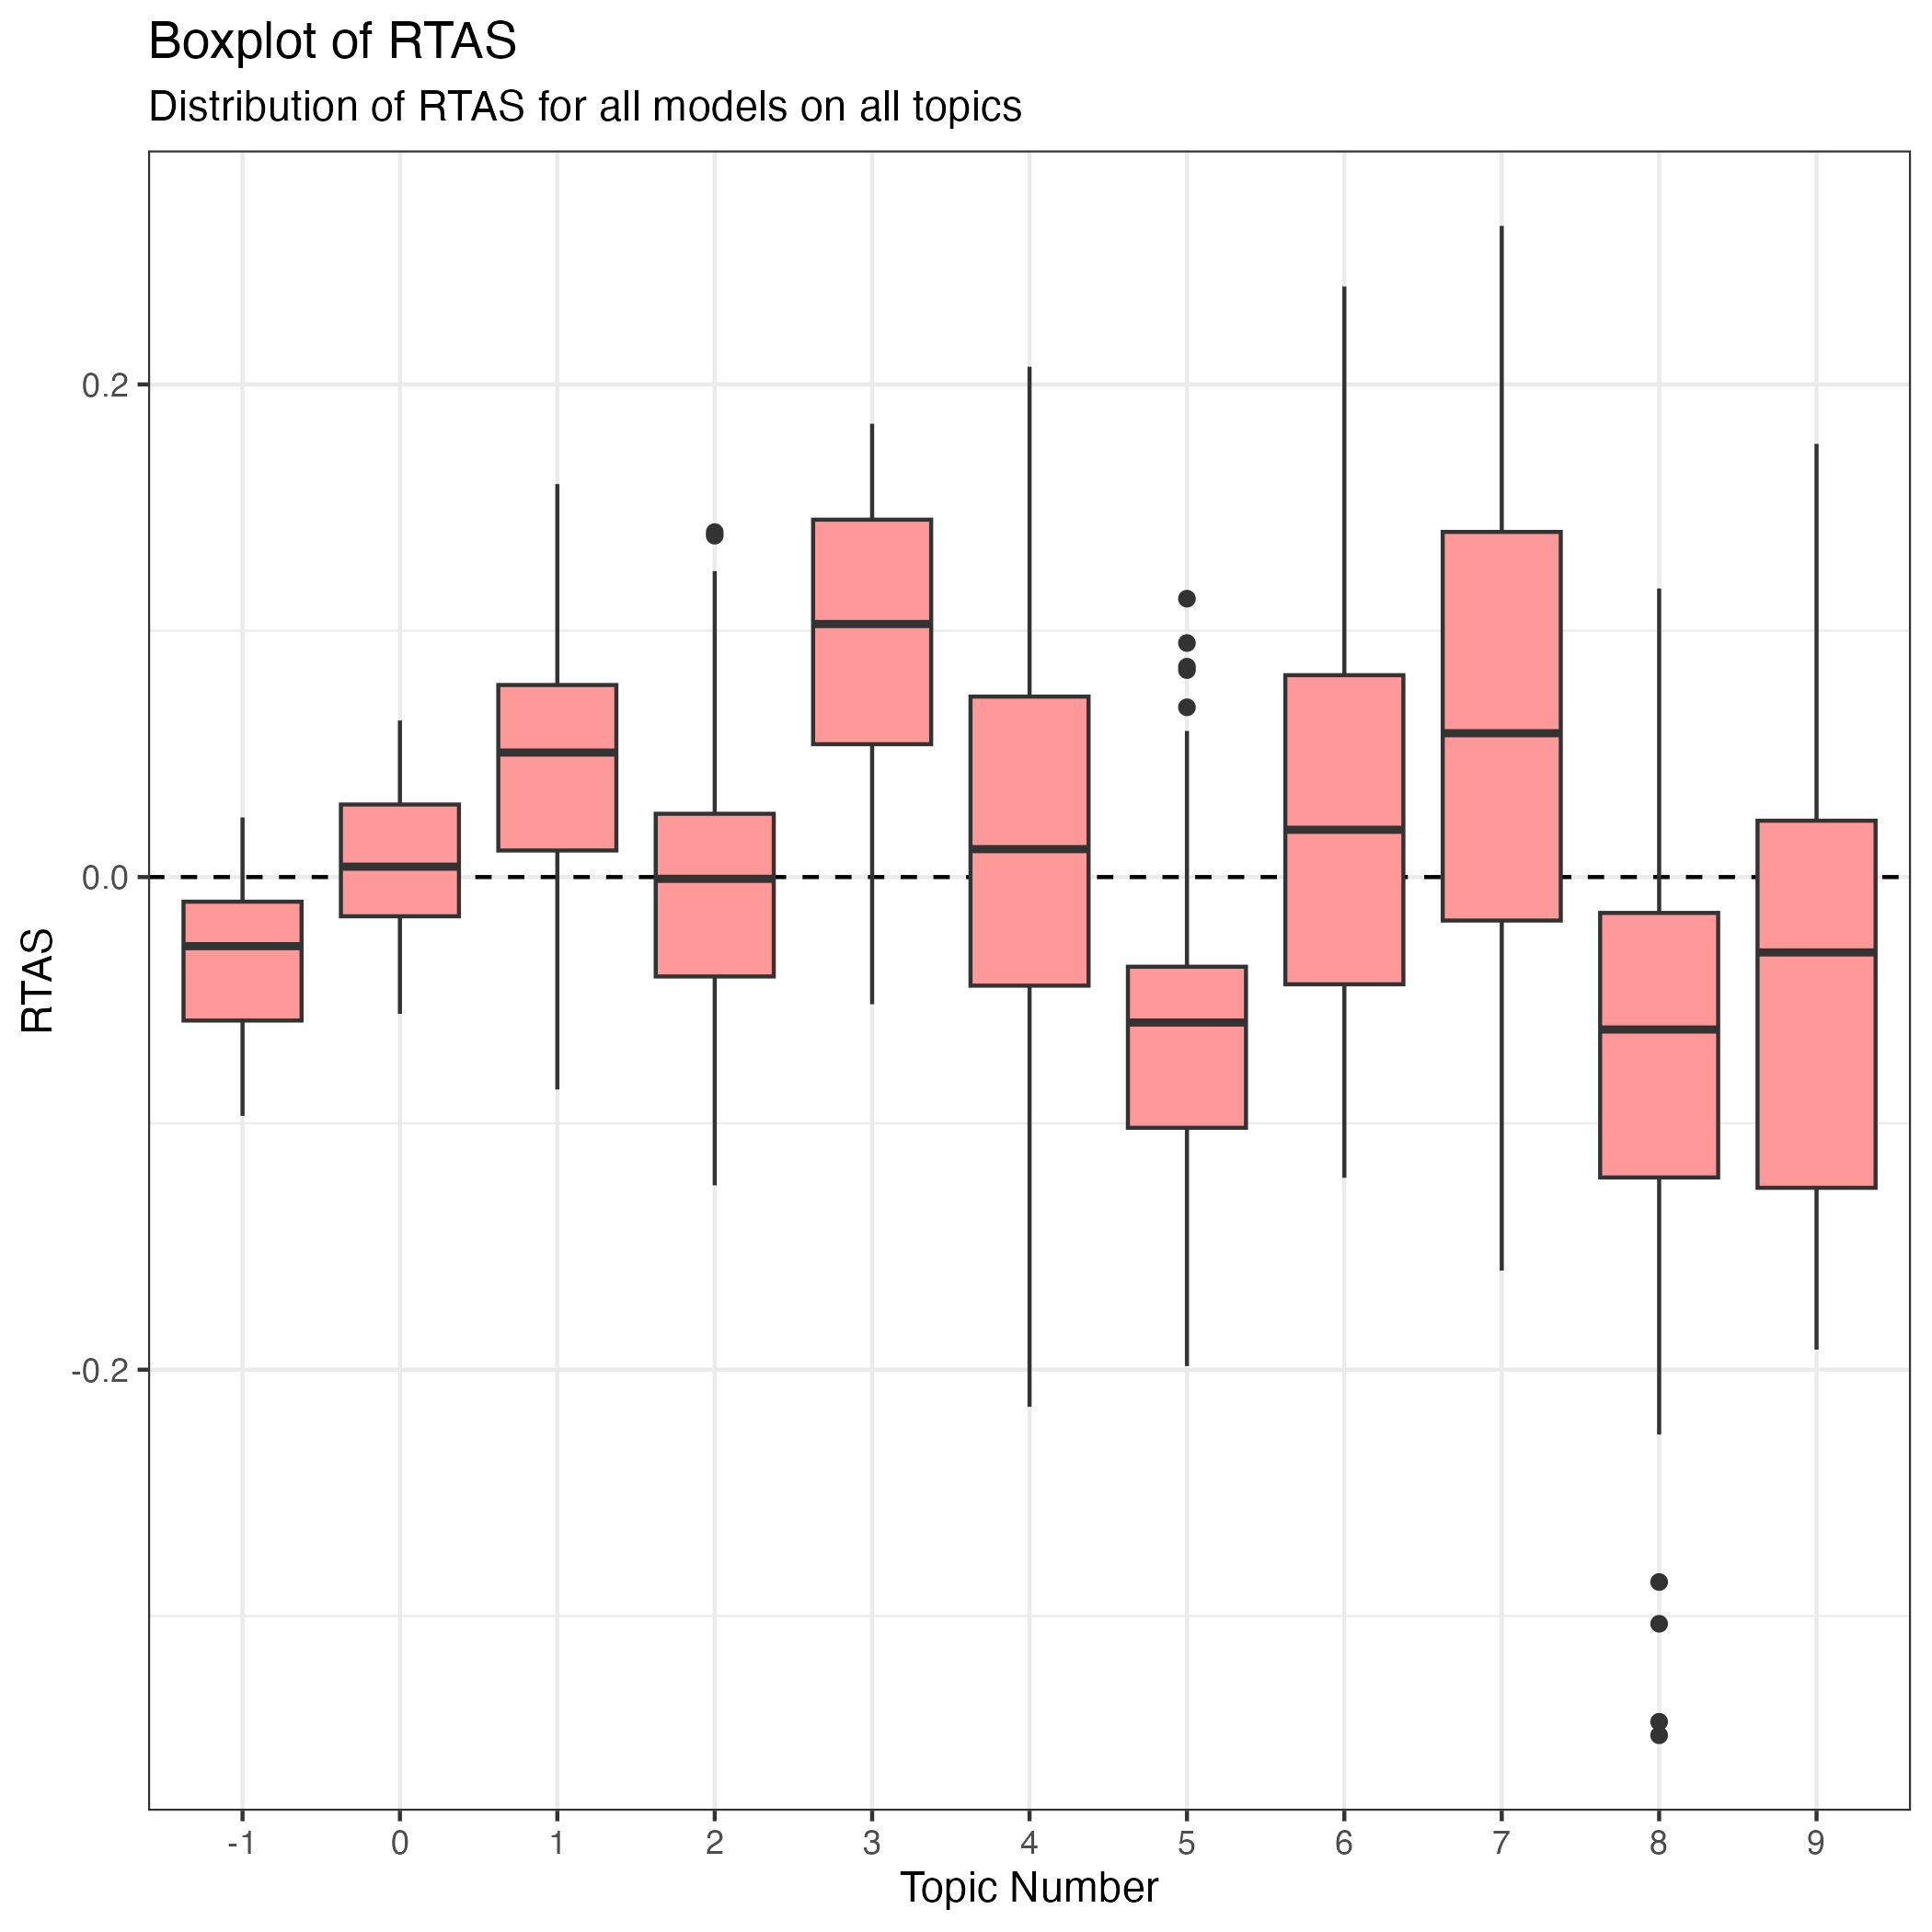 Boxplot of RTAS
Distribution of RTAS for all models on all topics
RTAS
0.2
0.0
-0.2
-1 0 1 2 3 4 5 6 7 8 9
Topic Number